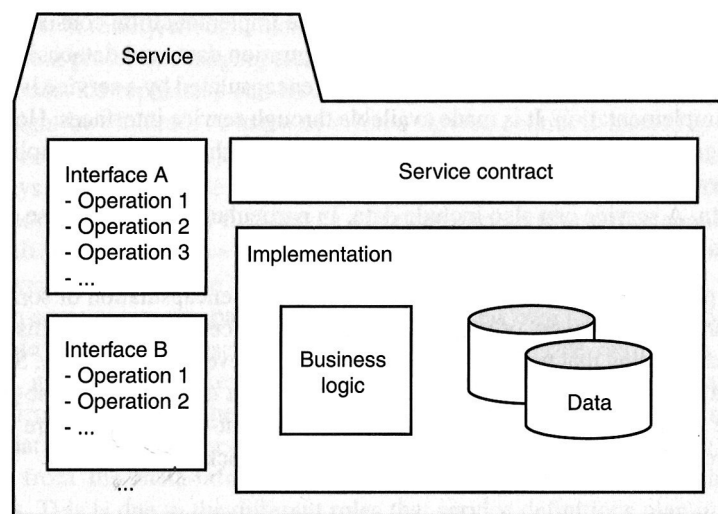 Service
Interface A
- Operation 1
- Operation 2
- Operation 3
- ...
Interface B
- Operation 1
- Operation 2
- ...
...
Service contract
Implementation
Business
logic
Data